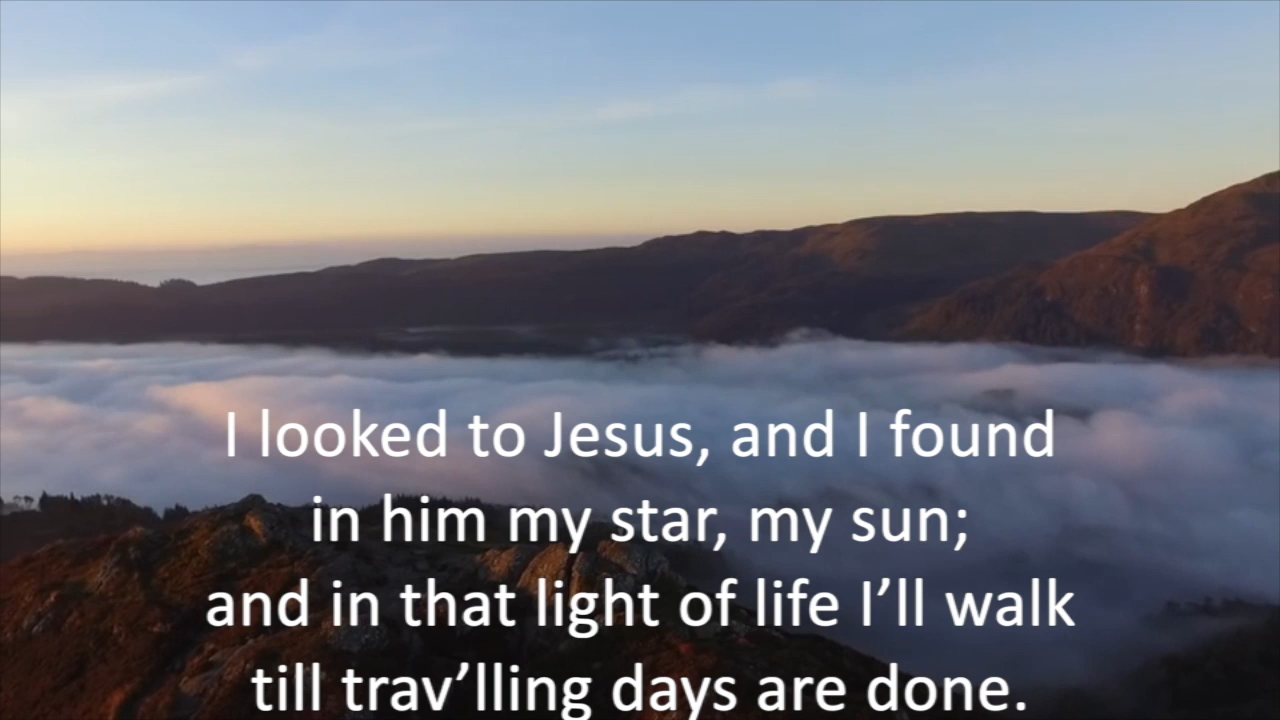 I looked to Jesus, and I found
in him my star, my sun;
and in that light of life I’ll walk
till trav’lling days are done.